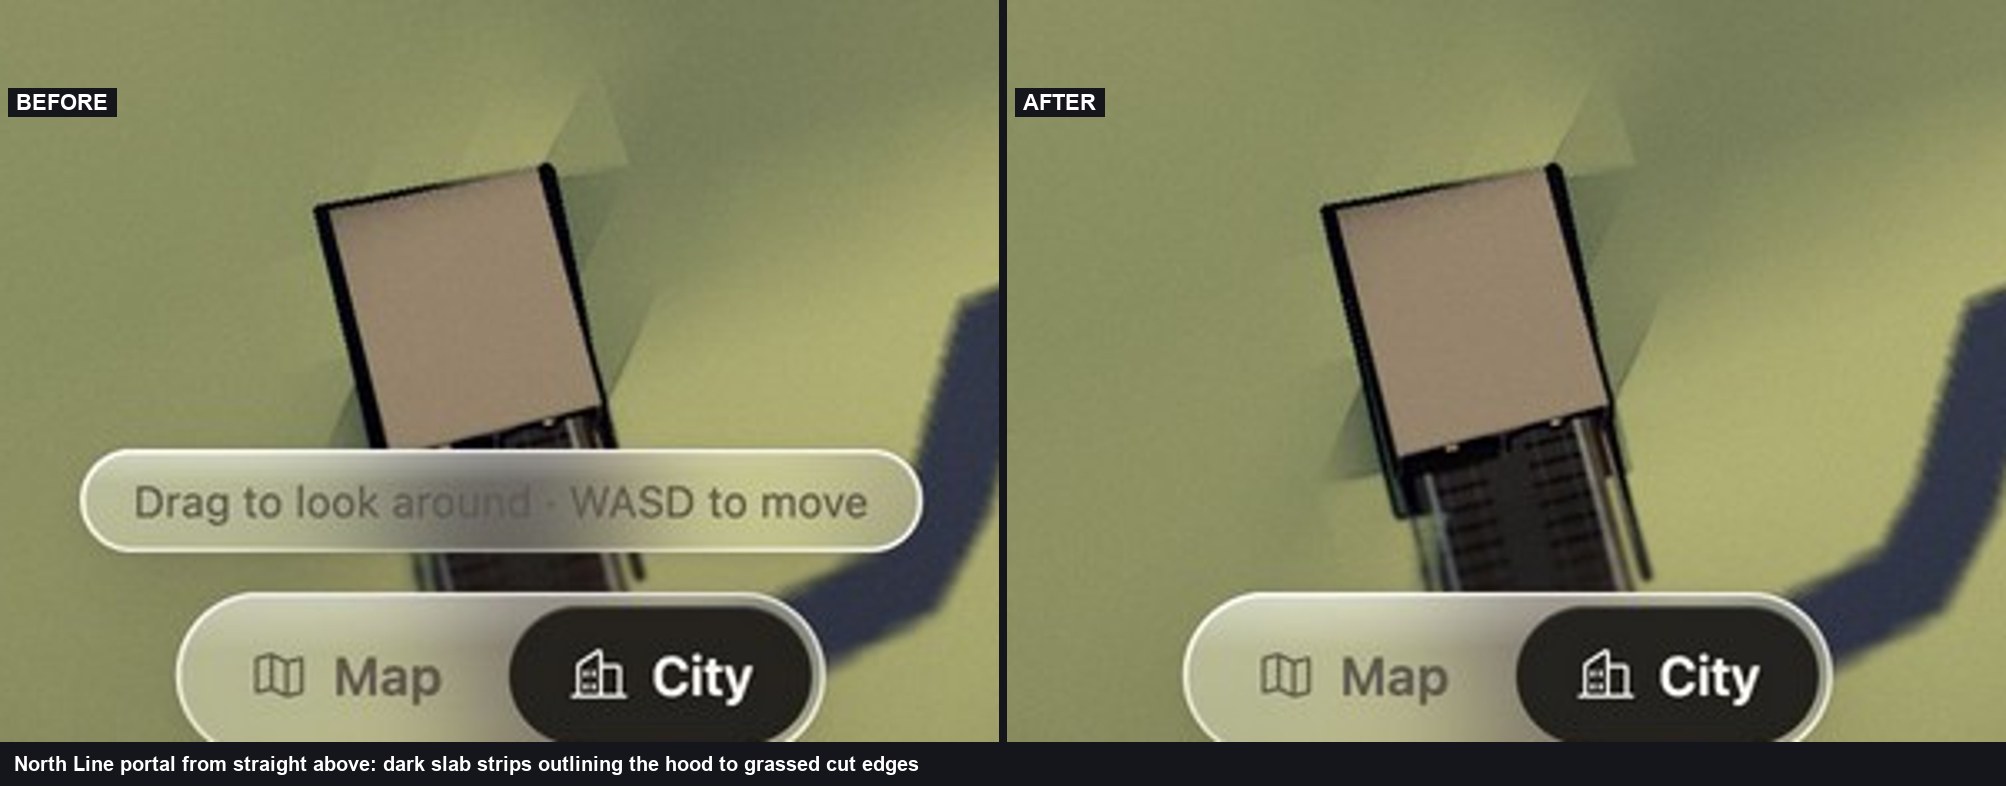 BEFORE
AFTER
Drag to look around · WASD to move
Map
City
Map
City
North Line portal from straight above: dark slab strips outlining the hood to grassed cut edges